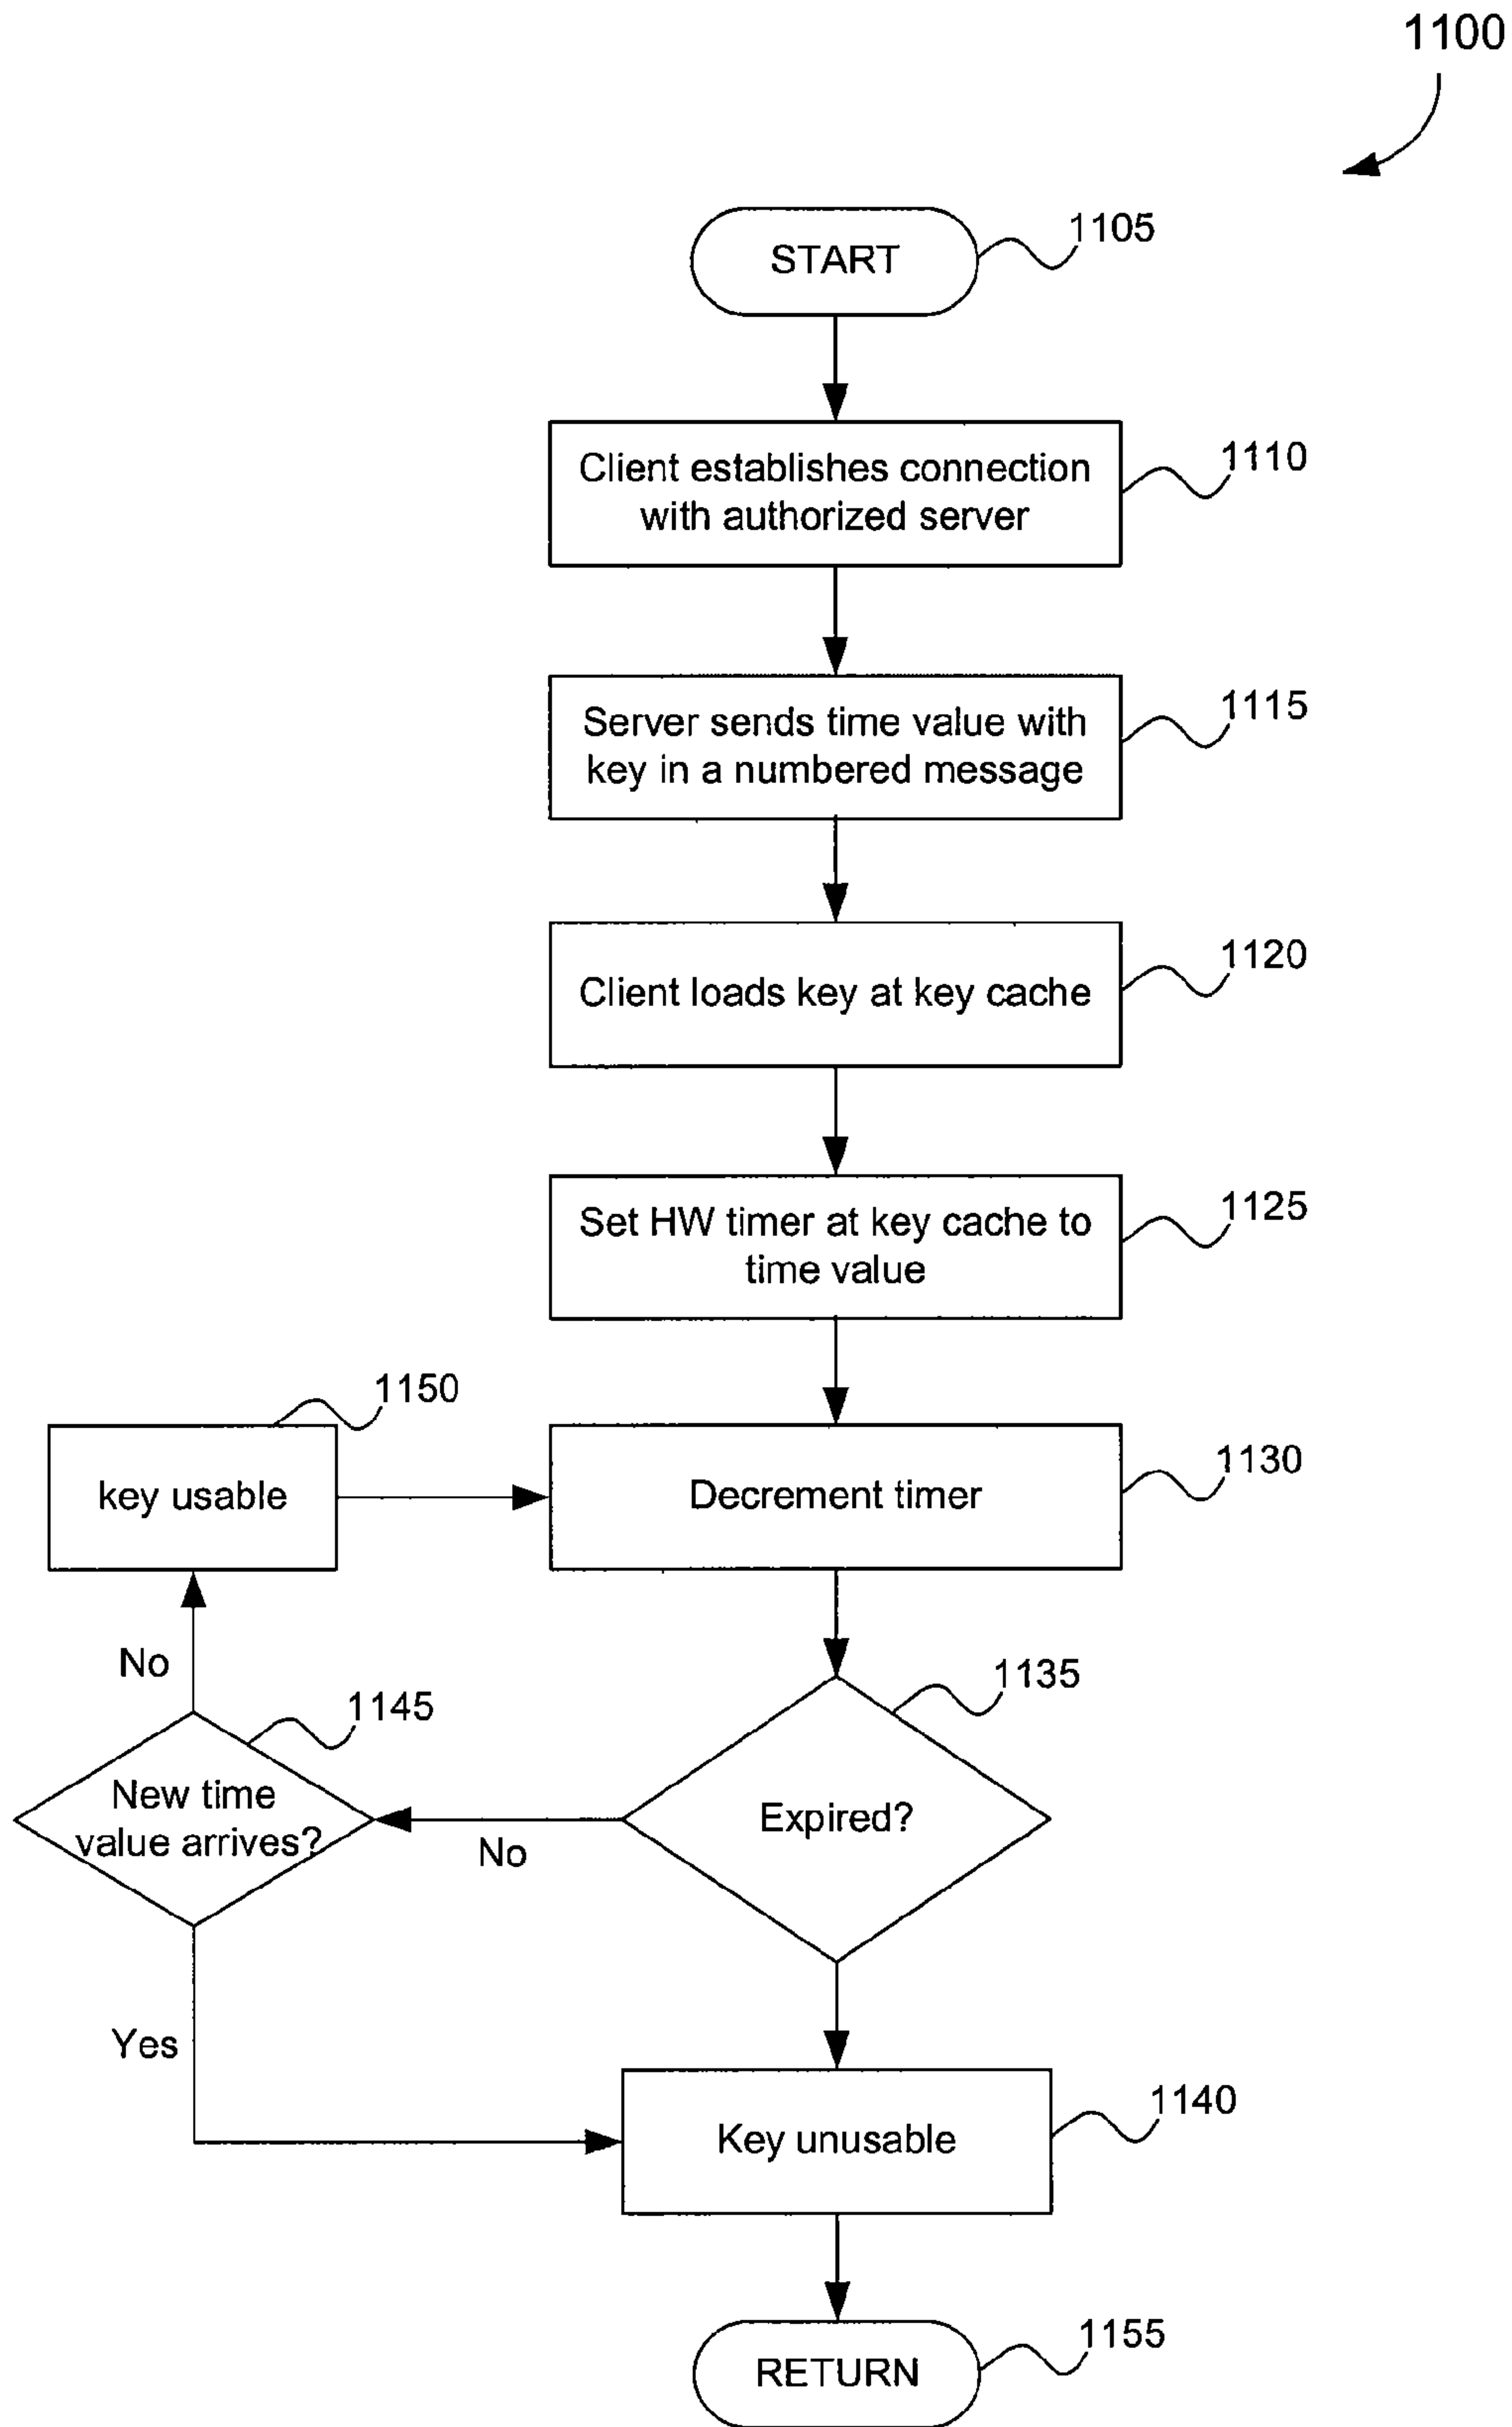 1100
START
1105
Client establishes connection
with authorized server
1110
Server sends time value with
key in a numbered message
1115
Client loads key at key cache
1120
Set HW timer at key cache to
time value
1125
1150
key usable
Decrement timer
1130
No
1135
1145
New time
value arrives?
No
Expired?
Yes
Key unusable
1140
RETURN
1155